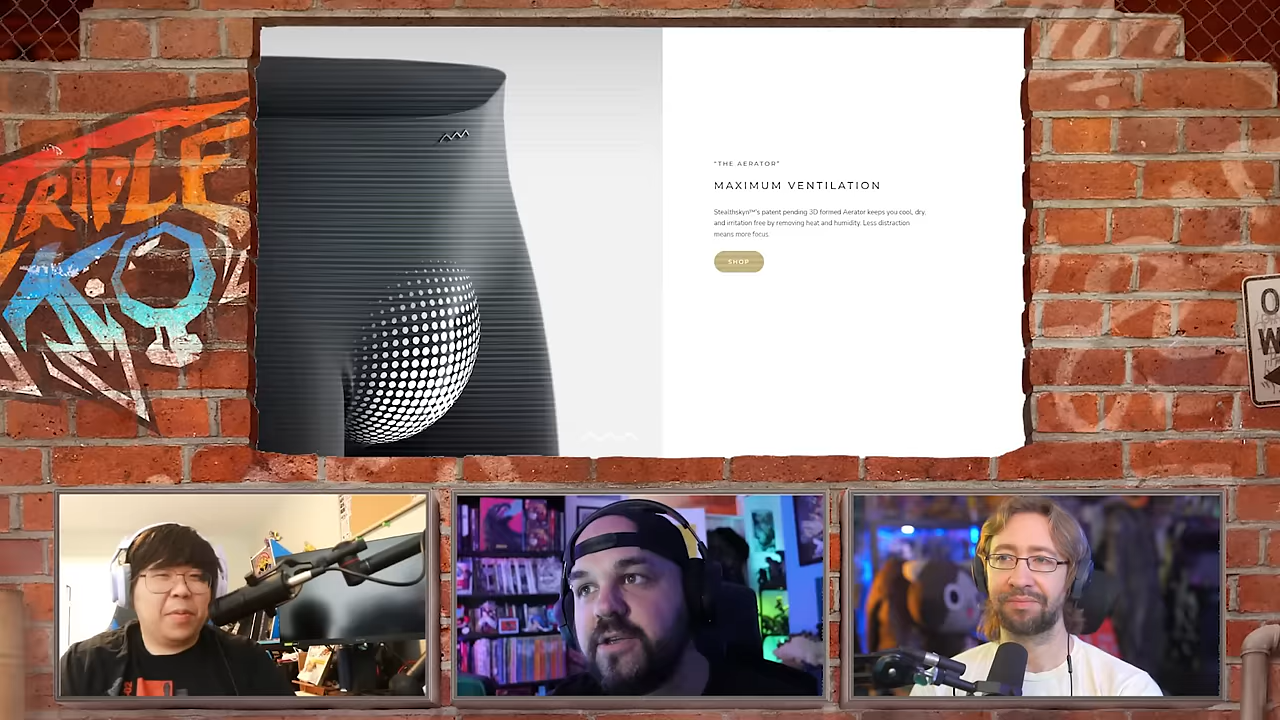 TRIPLE
K.O.
"THE AERATOR"
MAXIMUM VENTILATION
Stealthskyn™'s patent pending 3D formed Aerator keeps you cool, dry,
and irritation free by removing heat and humidity. Less distraction
means more focus.
SHOP